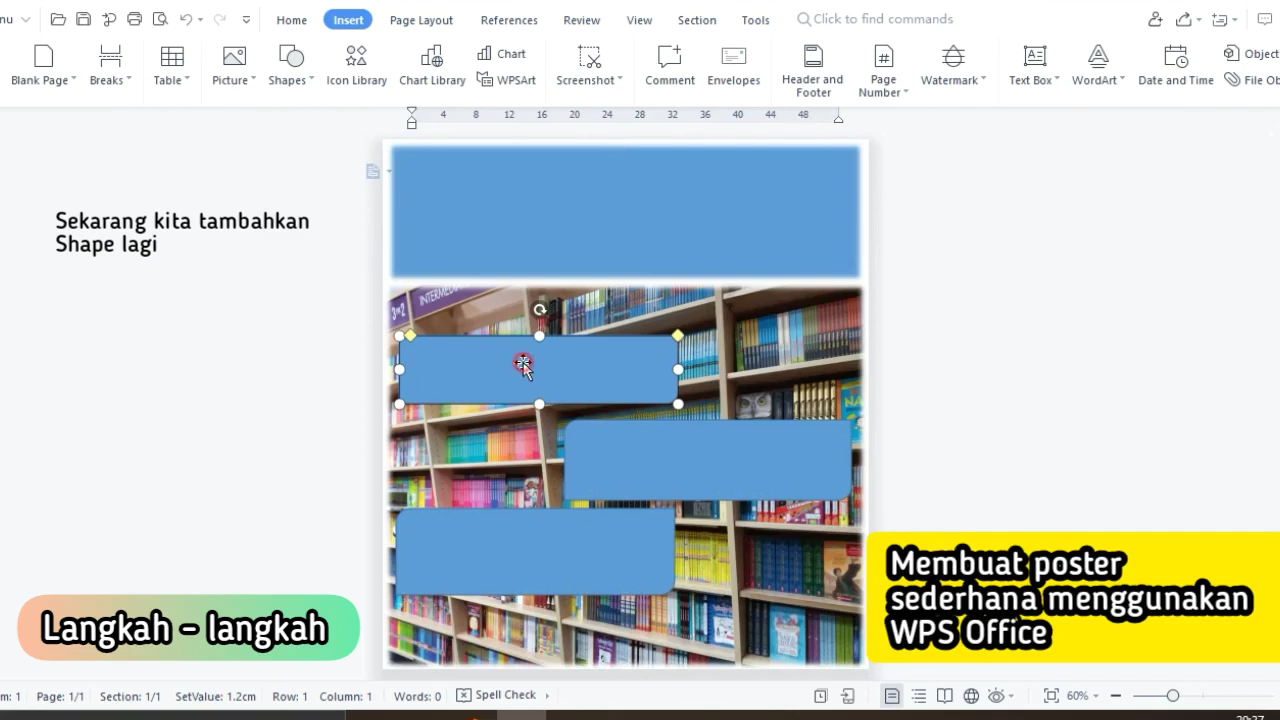 nu
Home
Insert
Page Layout
References
Review
View
Section
Tools
Click to find commands
Blank Page
Breaks
Table
Picture
Shapes
Icon Library
Chart Library
Chart
WPSArt
Screenshot
Comment
Envelopes
Header and
Footer
Page
Number
Watermark
Text Box
WordArt
Date and Time
Object
File Ob
4 8 12 16 20 24 28 32 36 40 44 48
Sekarang kita tambahkan
Shape lagi
INTERMED
Langkah - langkah
Membuat poster
sederhana menggunakan
WPS Office
m: 1
Page: 1/1
Section: 1/1
SetValue: 1.2cm
Row: 1
Column: 1
Words: 0
Spell Check
60%
20:27